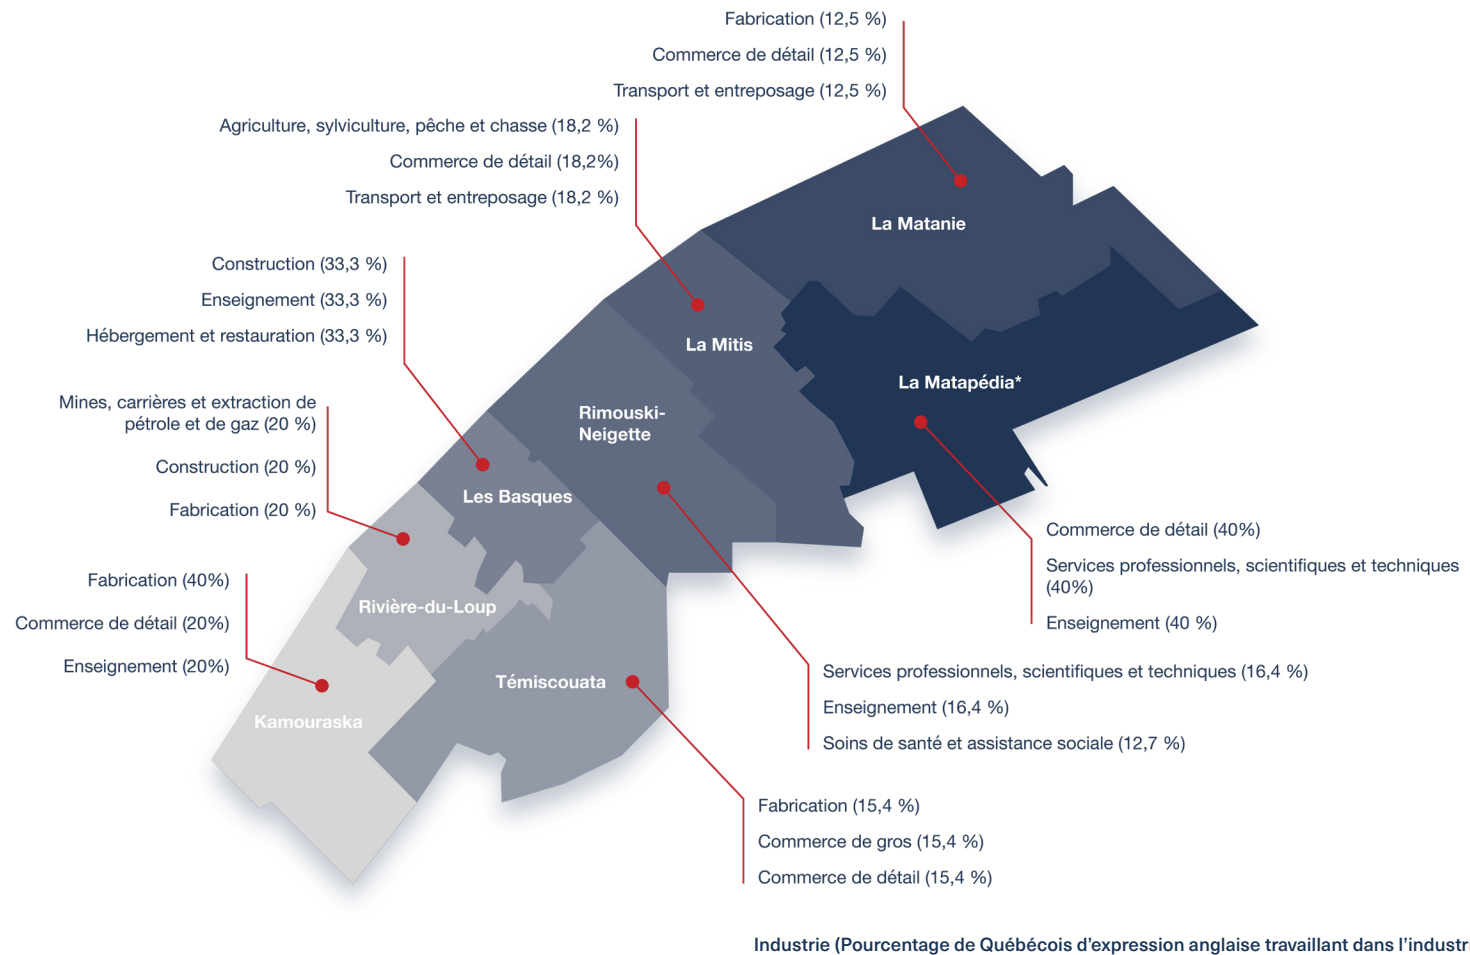 Fabrication (12,5 %)
Commerce de détail (12,5 %)
Transport et entreposage (12,5 %)
Agriculture, sylviculture, pêche et chasse (18,2 %)
Commerce de détail (18,2%)
Transport et entreposage (18,2 %)
La Matanie
Construction (33,3 %)
Enseignement (33,3 %)
Hébergement et restauration (33,3 %)
La Mitis
La Matapédia*
Mines, carrières et extraction de
pétrole et de gaz (20 %)
Construction (20 %)
Fabrication (20 %)
Rimouski-
Neigette
Les Basques
Commerce de détail (40%)
Services professionnels, scientifiques et techniques
(40%)
Enseignement (40 %)
Fabrication (40%)
Commerce de détail (20%)
Enseignement (20%)
Rivière-du-Loup
Témiscouata
Kamouraska
Services professionnels, scientifiques et techniques (16,4 %)
Enseignement (16,4 %)
Soins de santé et assistance sociale (12,7 %)
Fabrication (15,4 %)
Commerce de gros (15,4 %)
Commerce de détail (15,4 %)
Industrie (Pourcentage de Québécois d'expression anglaise travaillant dans l'industr